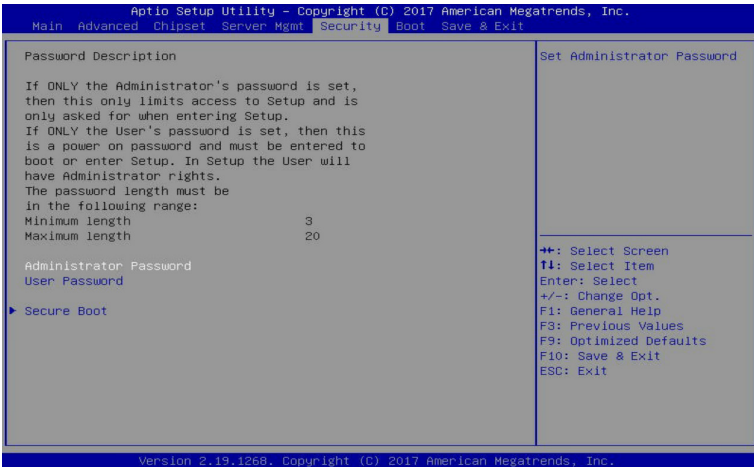 Aptio Setup Utility – Copyright (C) 2017 American Megatrends, Inc.
Main Advanced Chipset Server Mgmt Security Boot Save & Exit
Password Description
If ONLY the Administrator's password is set,
then this only limits access to Setup and is
only asked for when entering Setup.
If ONLY the User's password is set, then this
is a power on password and must be entered to
boot or enter Setup. In Setup the User will
have Administrator rights.
The password length must be
in the following range:
Minimum length 3
Maximum length 20
Administrator Password
User Password
Secure Boot
Set Administrator Password
→←: Select Screen
↑↓: Select Item
Enter: Select
+/-: Change Opt.
F1: General Help
F3: Previous Values
F9: Optimized Defaults
F10: Save & Exit
ESC: Exit
Version 2.19.1268. Copyright (C) 2017 American Megatrends, Inc.